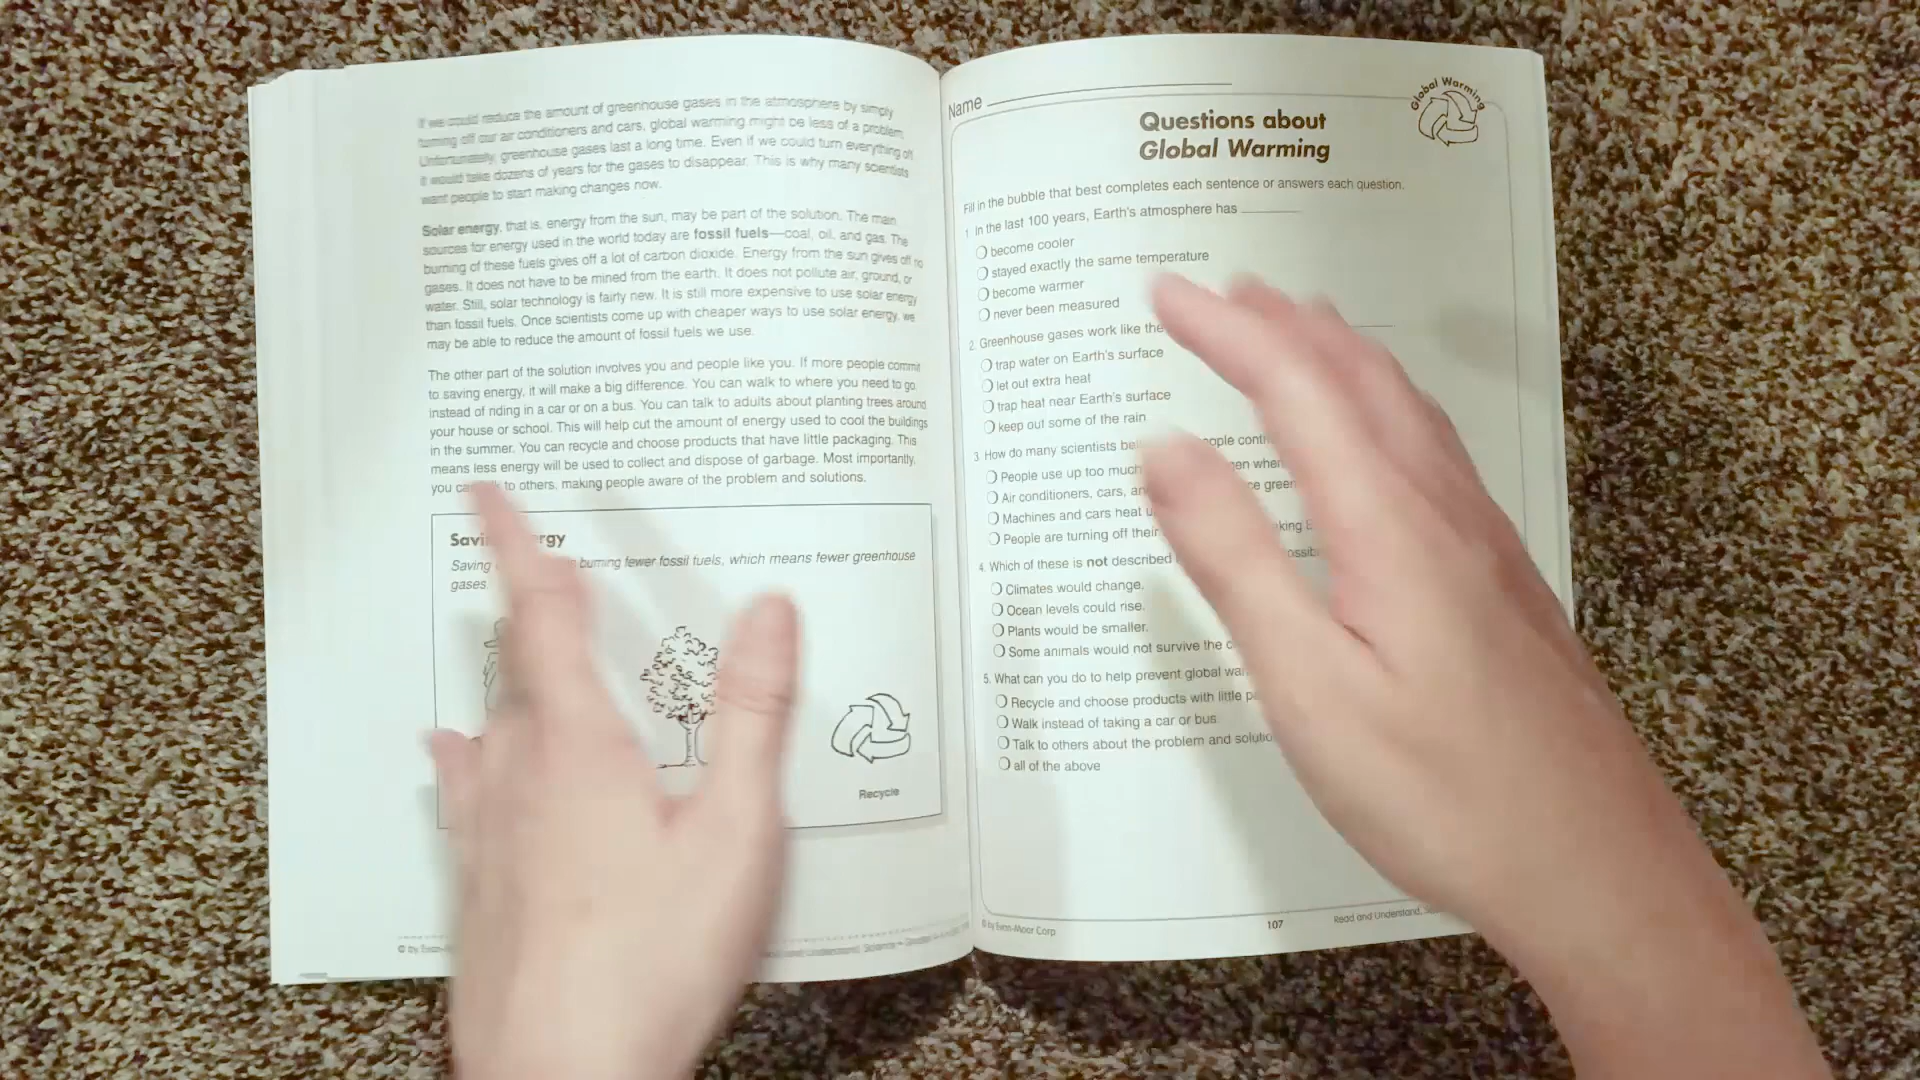 If we could reduce the amount of greenhouse gases in the atmosphere by simply
turning off our air conditioners and cars, global warming might be less of a problem.
Unfortunately, greenhouse gases last a long time. Even if we could turn everything off
it would take dozens of years for the gases to disappear. This is why many scientists
want people to start making changes now.
Solar energy, that is, energy from the sun, may be part of the solution. The main
sources for energy used in the world today are fossil fuels—coal, oil, and gas. The
burning of these fuels gives off a lot of carbon dioxide. Energy from the sun gives off no
gases. It does not have to be mined from the earth. It does not pollute air, ground, or
water. Still, solar technology is fairly new. It is still more expensive to use solar energy
than fossil fuels. Once scientists come up with cheaper ways to use solar energy, we
may be able to reduce the amount of fossil fuels we use.
The other part of the solution involves you and people like you. If more people commit
to saving energy, it will make a big difference. You can walk to where you need to go
instead of riding in a car or on a bus. You can talk to adults about planting trees around
your house or school. This will help cut the amount of energy used to cool the buildings
in the summer. You can recycle and choose products that have little packaging. This
means less energy will be used to collect and dispose of garbage. Most importantly,
you to others, making people aware of the problem and solutions.
Saving
Saving burning fewer fossil fuels, which means fewer greenhouse
gases.
Recycle
© by Evan-M
Name
Global Warming
Questions about
Global Warming
Fill in the bubble that best completes each sentence or answers each question.
1. In the last 100 years, Earth's atmosphere has
become cooler
stayed exactly the same temperature
become warmer
never been measured
2. Greenhouse gases work like the
trap water on Earth's surface
let out extra heat
trap heat near Earth's surface
keep out some of the rain
3. How do many scientists be ople cont
People use up too much en when
Air conditioners, cars, an ce green
Machines and cars heat u
People are turning off their king E
4. Which of these is not described ossib
Climates would change.
Ocean levels could rise.
Plants would be smaller.
Some animals would not survive the c
5. What can you do to help prevent global wa
Recycle and choose products with little p
Walk instead of taking a car or bus.
Talk to others about the problem and solutio
all of the above
© by Evan-Moor Corp.
107
Read and Understand,